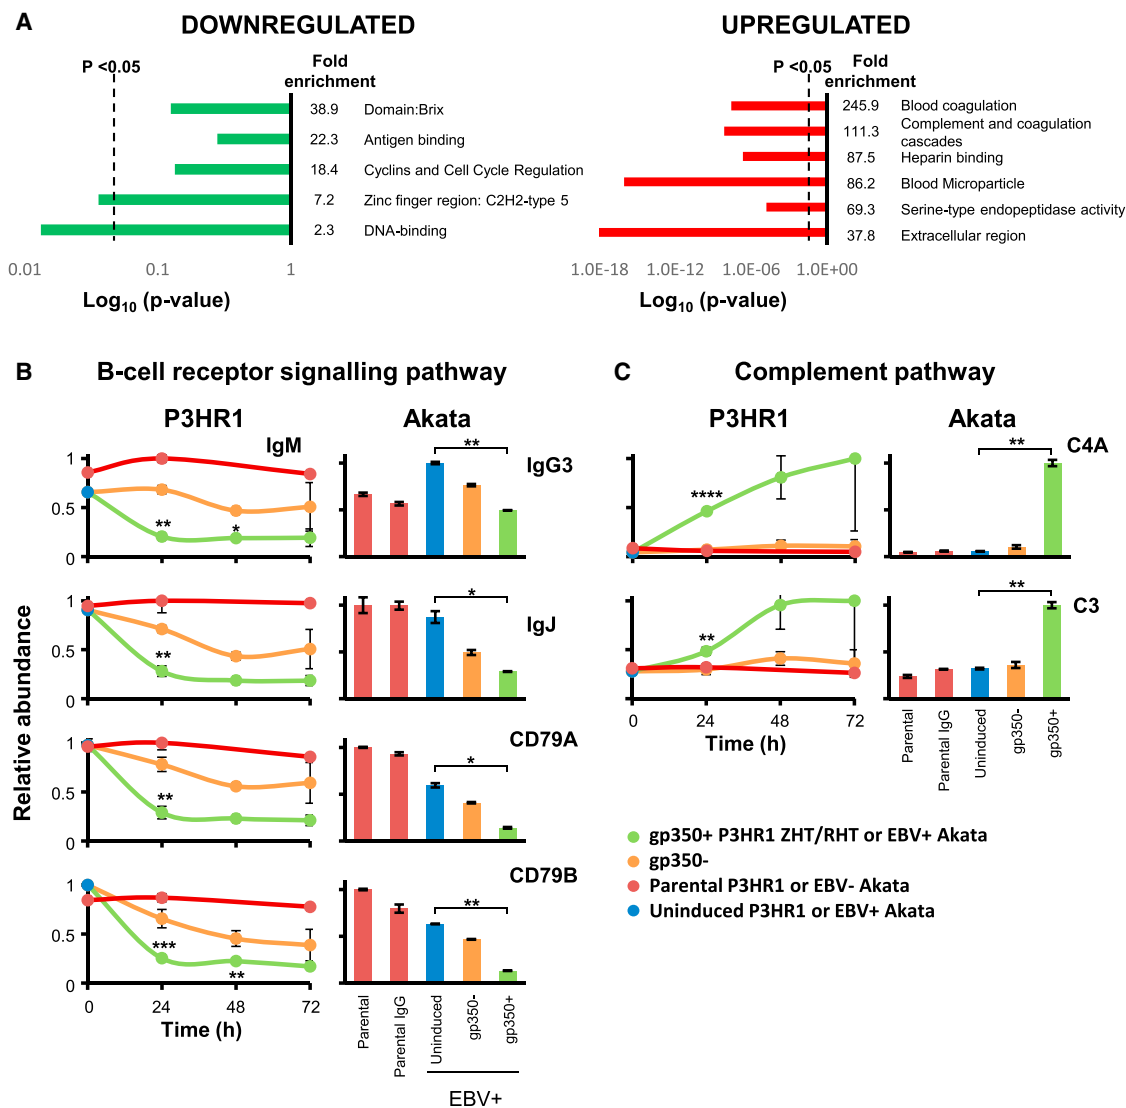 A
DOWNREGULATED
P <0.05
Fold
enrichment
38.9 Domain:Brix
22.3 Antigen binding
18.4 Cyclins and Cell Cycle Regulation
7.2 Zinc finger region: C2H2-type 5
2.3 DNA-binding
0.01 0.1 1
Log10 (p-value)
UPREGULATED
P <0.05
Fold
enrichment
245.9 Blood coagulation
111.3 Complement and coagulation
cascades
87.5 Heparin binding
86.2 Blood Microparticle
69.3 Serine-type endopeptidase activity
37.8 Extracellular region
1.0E-18 1.0E-12 1.0E-06 1.0E+00
Log10 (p-value)
B
B-cell receptor signalling pathway
P3HR1
Akata
Relative abundance
IgM
1
0.5
0
**
*
**
IgG3
1
0.5
0
**
*
IgJ
1
0.5
0
**
*
CD79A
1
0.5
0
***
**
**
CD79B
0 24 48 72
Time (h)
Parental
Parental IgG
Uninduced
gp350-
gp350+
EBV+
C
Complement pathway
P3HR1
Akata
1
0.5
0
****
**
C4A
1
0.5
0
**
**
C3
0 24 48 72
Time (h)
Parental
Parental IgG
Uninduced
gp350-
gp350+
gp350+ P3HR1 ZHT/RHT or EBV+ Akata
gp350-
Parental P3HR1 or EBV- Akata
Uninduced P3HR1 or EBV+ Akata